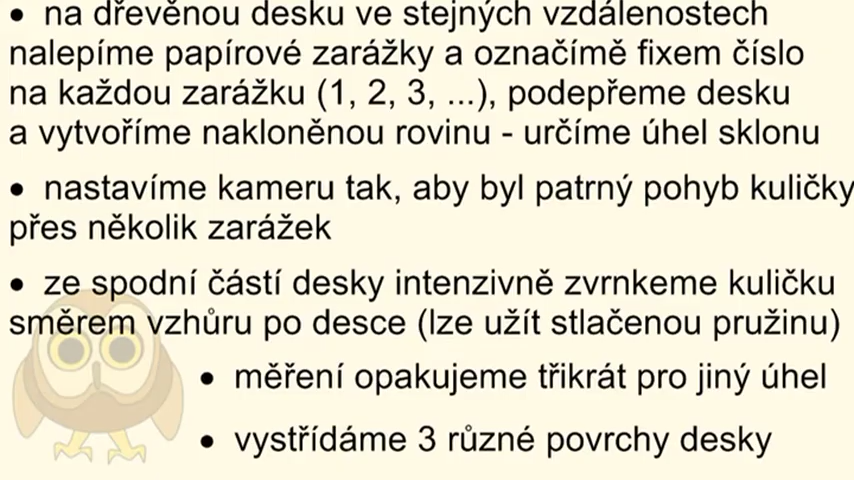 • na dřevěnou desku ve stejných vzdálenostech
nalepíme papírové zarážky a označímě fixem číslo
na každou zarážku (1, 2, 3, ...), podepřeme desku
a vytvoříme nakloněnou rovinu - určíme úhel sklonu
• nastavíme kameru tak, aby byl patrný pohyb kuličky
přes několik zarážek
• ze spodní částí desky intenzivně zvrnkeme kuličku
směrem vzhůru po desce (lze užít stlačenou pružinu)
• měření opakujeme třikrát pro jiný úhel
• vystřídáme 3 různé povrchy desky